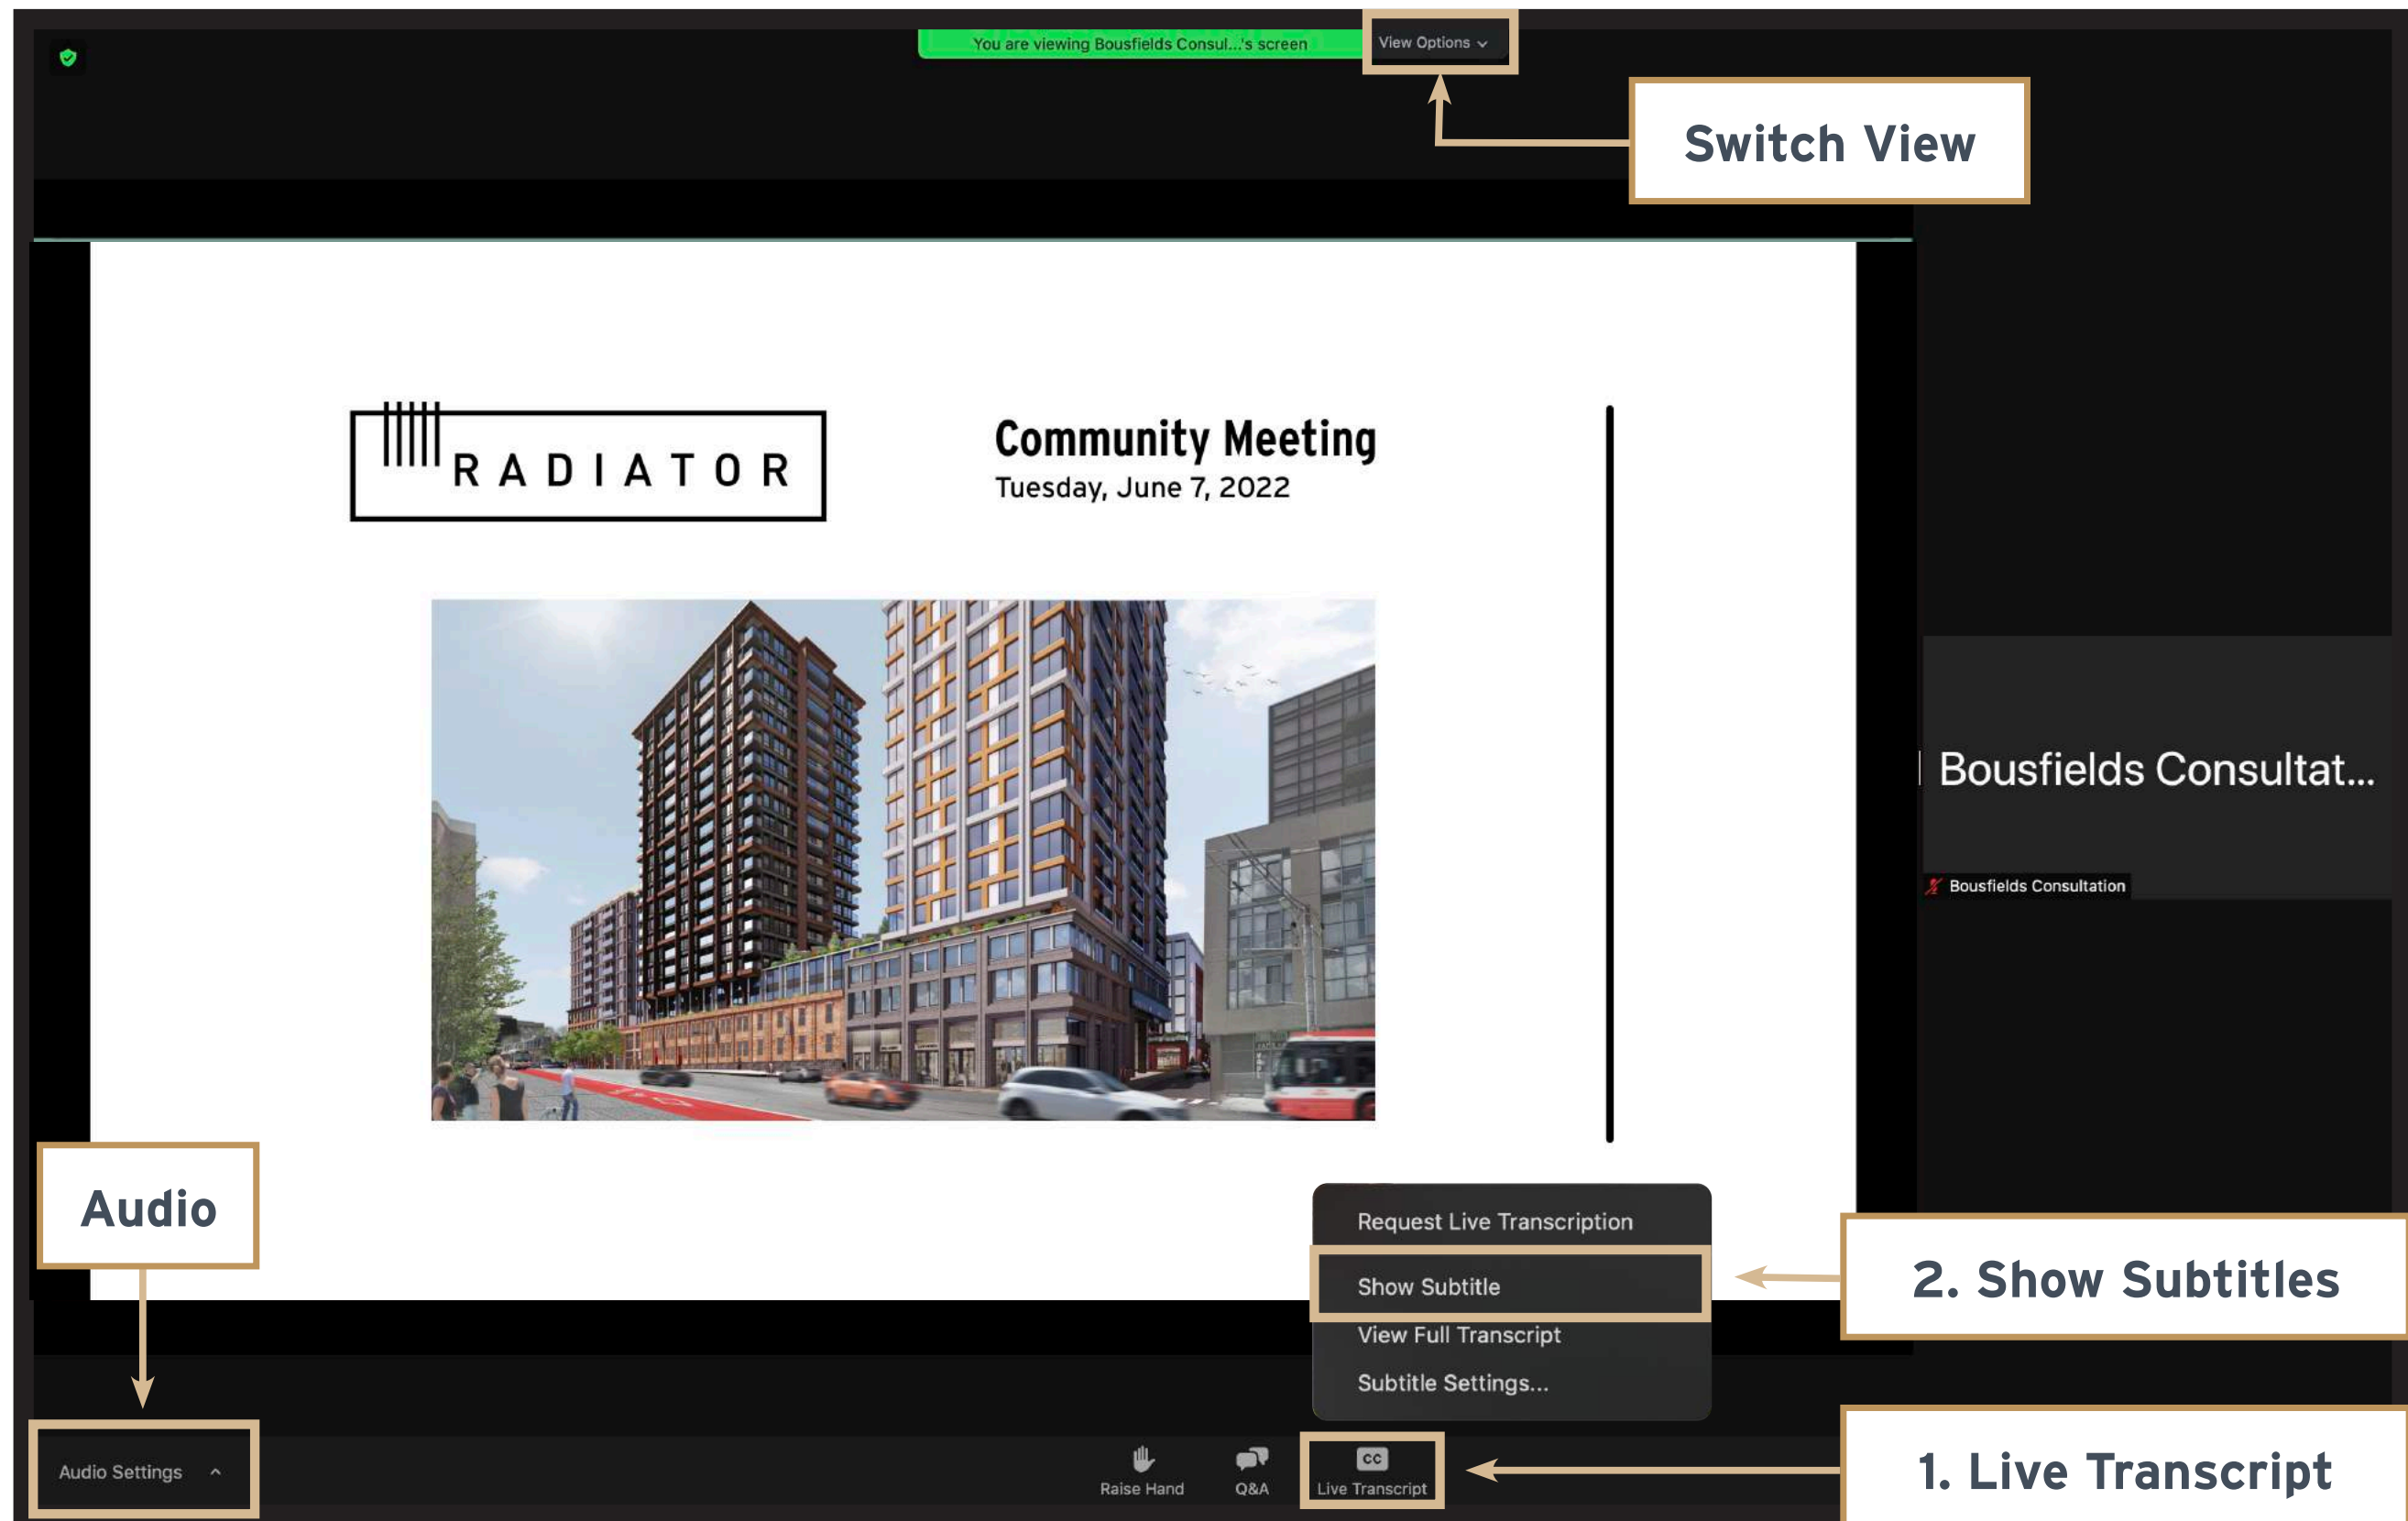 You are viewing Bousfields Consul...'s screen
View Options
Switch View
RADIATOR
Community Meeting
Tuesday, June 7, 2022
Bousfields Consultat...
Bousfields Consultation
Audio
Request Live Transcription
Show Subtitle
2. Show Subtitles
View Full Transcript
Subtitle Settings...
Audio Settings
Raise Hand
Q&A
CC
Live Transcript
1. Live Transcript